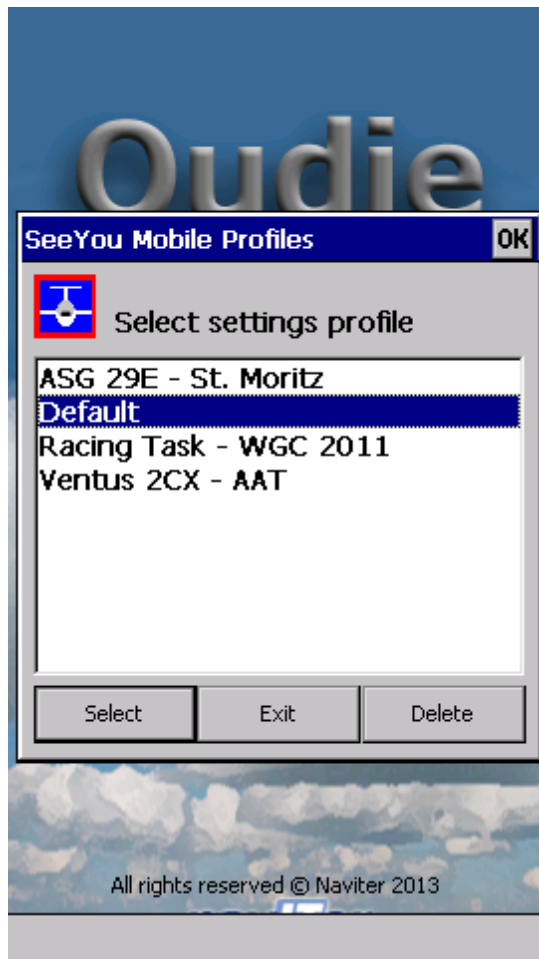 Oudie
SeeYou Mobile Profiles OK
Select settings profile
ASG 29E - St. Moritz
Default
Racing Task - WGC 2011
Ventus 2CX - AAT
Select Exit Delete
All rights reserved © Naviter 2013